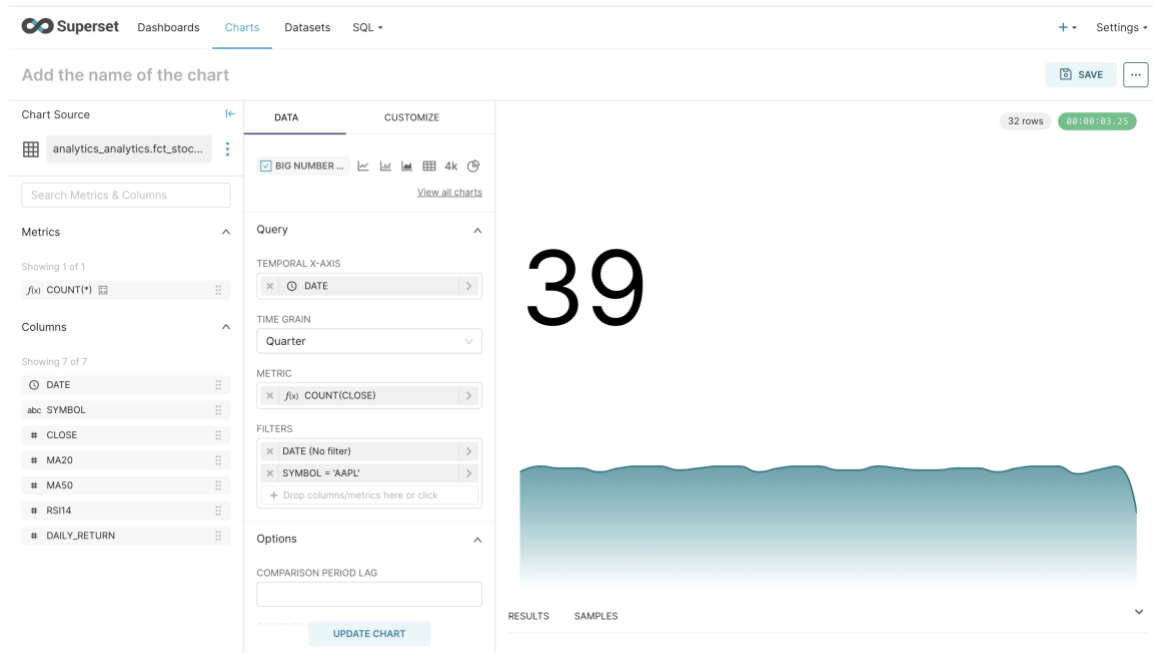 Superset Dashboards Charts Datasets SQL Settings
Add the name of the chart
SAVE
Chart Source
analytics_analytics.fct_stoc...
Search Metrics & Columns
Metrics
Showing 1 of 1
f(x) COUNT(*)
Columns
Showing 7 of 7
DATE
abc SYMBOL
# CLOSE
# MA20
# MA50
# RSI14
# DAILY_RETURN
DATA CUSTOMIZE
BIG NUMBER ... 4k
View all charts
Query
TEMPORAL X-AXIS
DATE
TIME GRAIN
Quarter
METRIC
f(x) COUNT(CLOSE)
FILTERS
DATE (No filter)
SYMBOL = 'AAPL'
+ Drop columns/metrics here or click
Options
COMPARISON PERIOD LAG
UPDATE CHART
32 rows 00:00:03.25
39
RESULTS SAMPLES